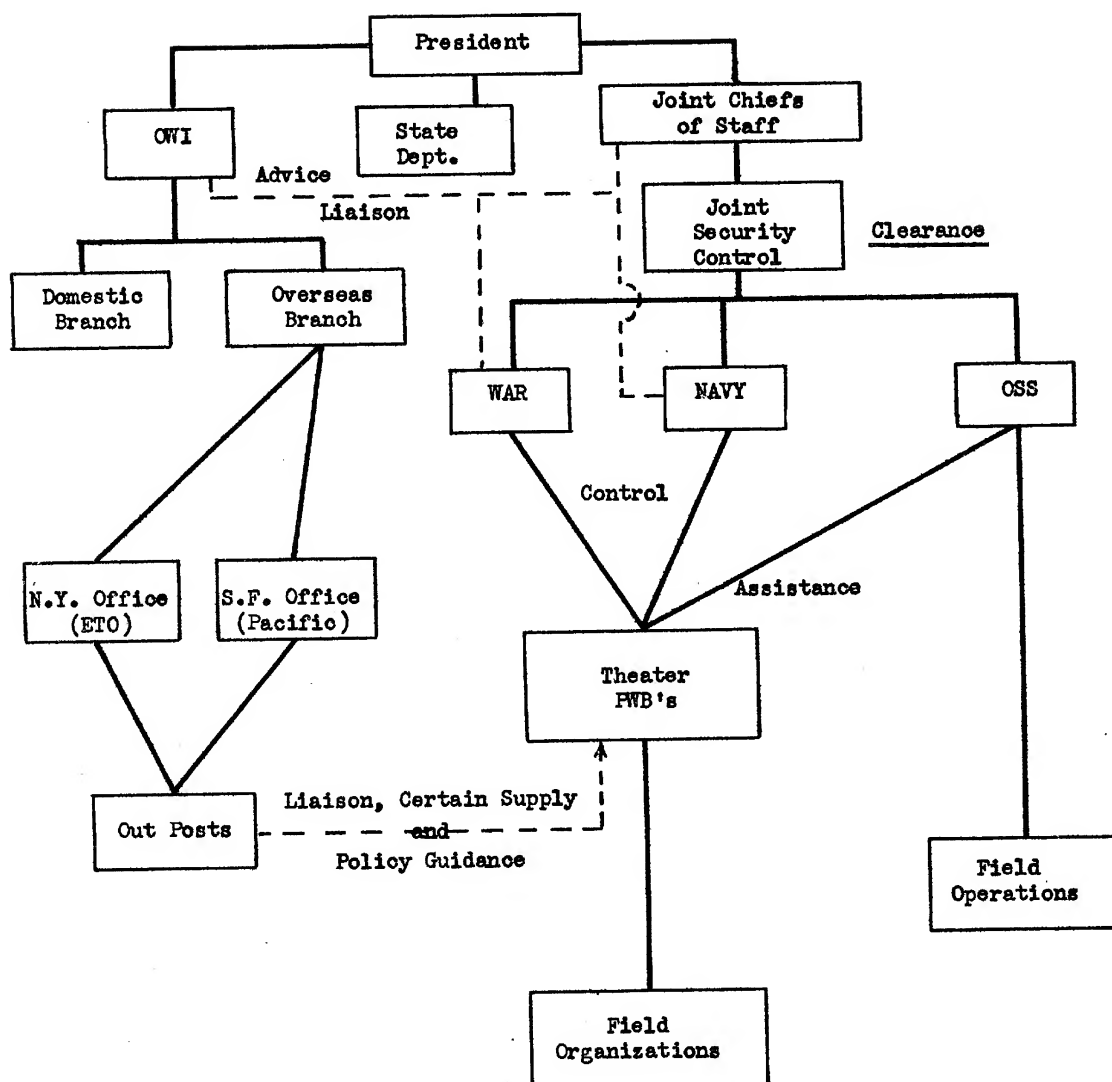 President
OWI
State
Dept.
Joint Chiefs
of Staff
Advice
Liaison
Joint
Security
Control
Clearance
Domestic
Branch
Overseas
Branch
WAR
NAVY
OSS
Control
N.Y. Office
(ETO)
S.F. Office
(Pacific)
Assistance
Theater
PWB's
Out Posts
Liaison, Certain Supply
and
Policy Guidance
Field
Operations
Field
Organizations